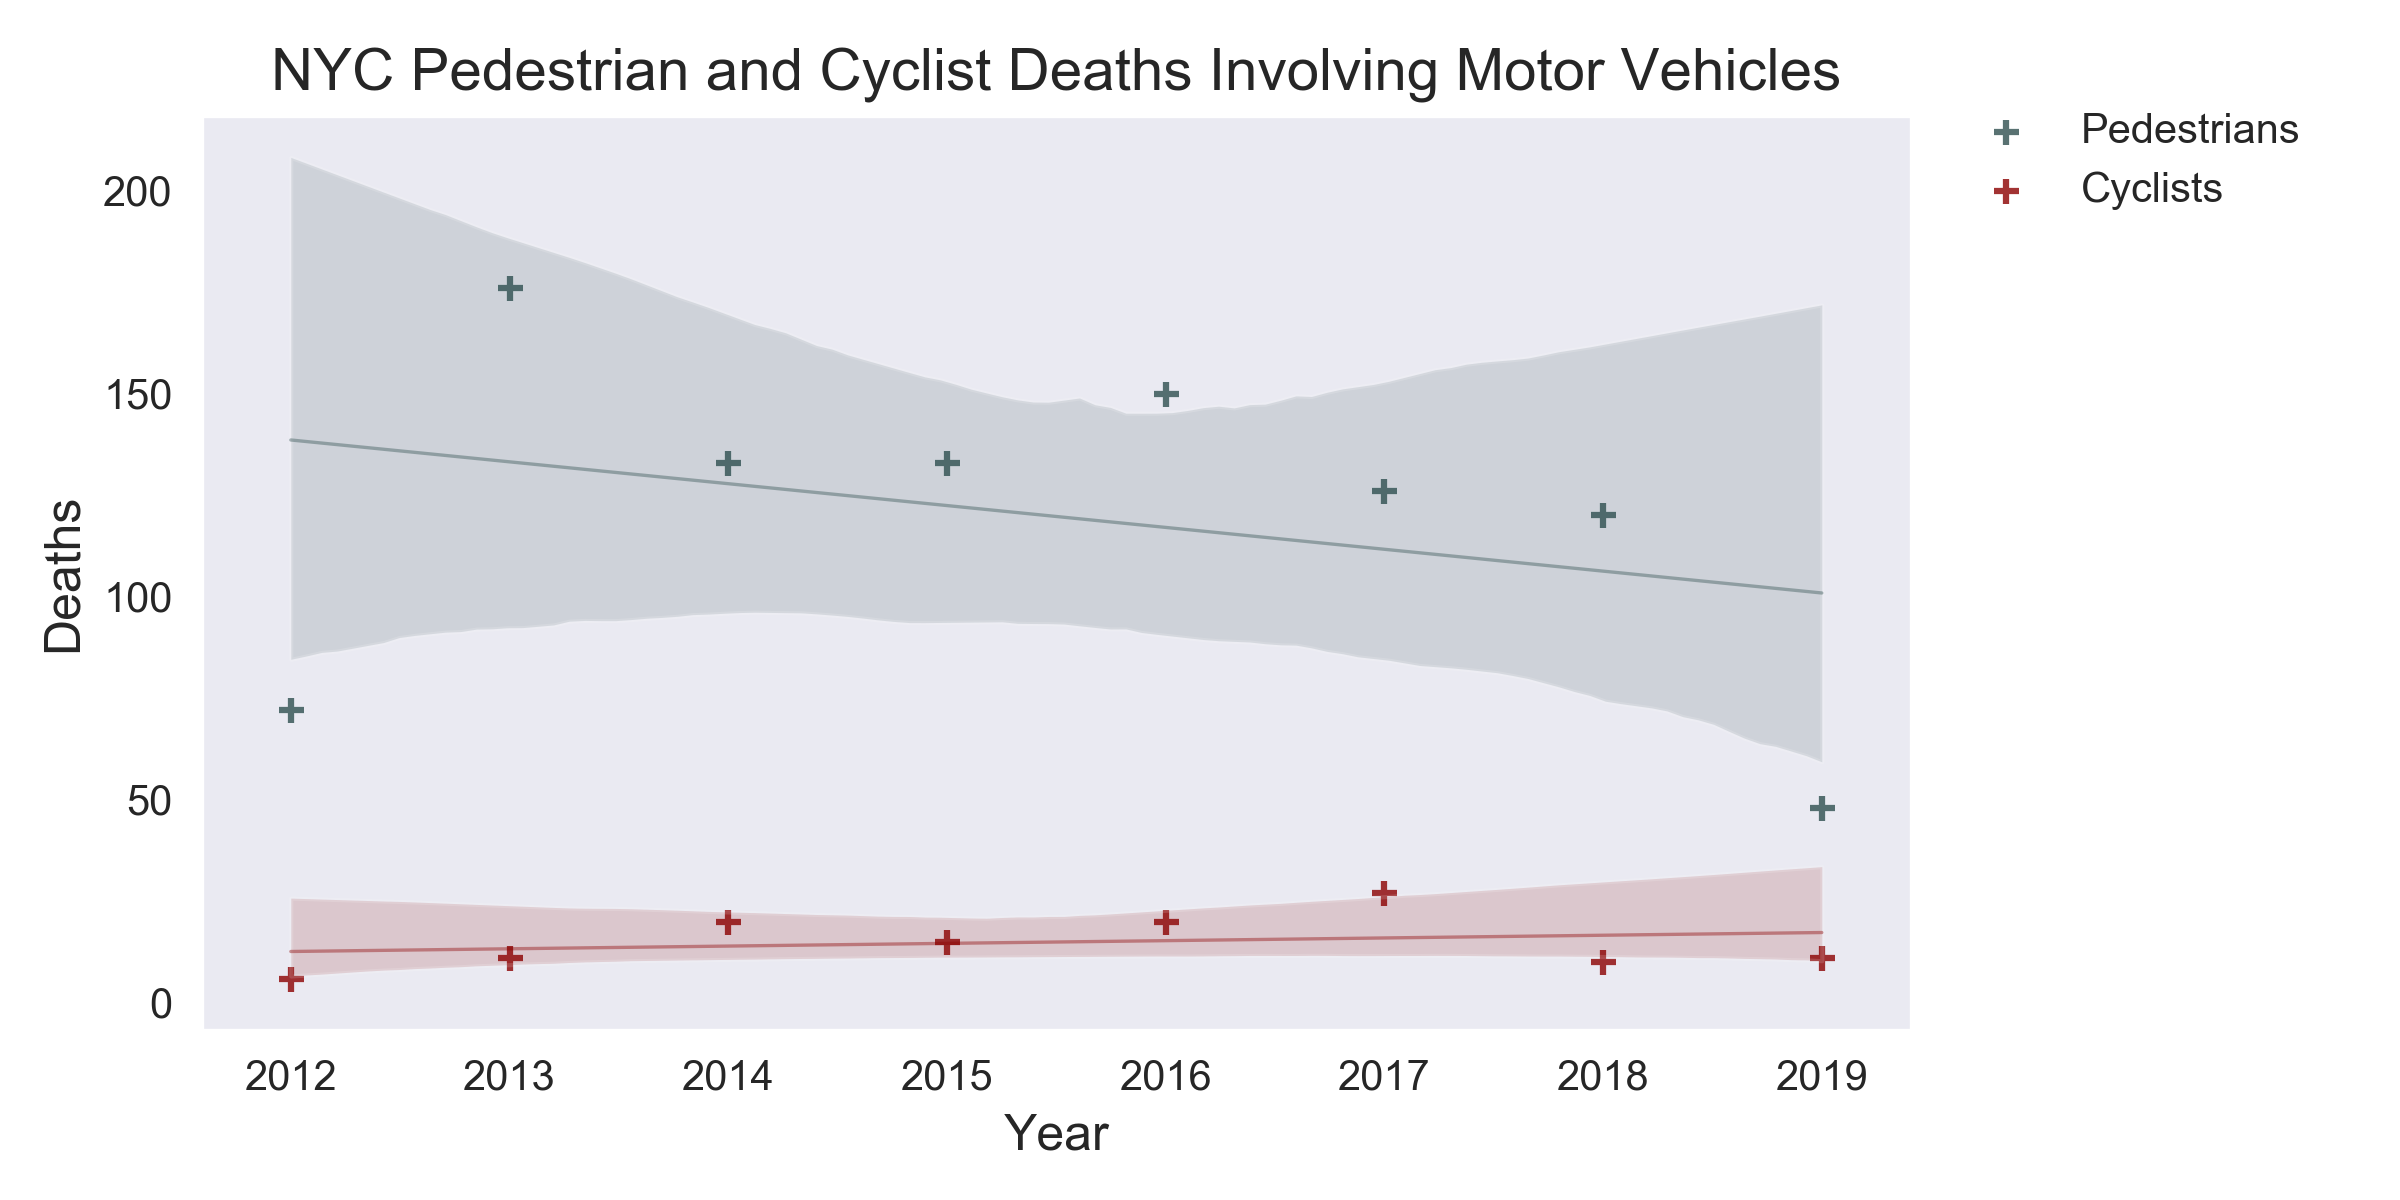 NYC Pedestrian and Cyclist Deaths Involving Motor Vehicles
Pedestrians
Cyclists
Deaths
200
150
100
50
0
2012 2013 2014 2015 2016 2017 2018 2019
Year